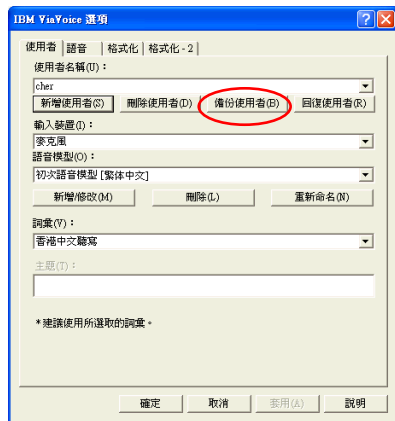 IBM ViaVoice 選項
使用者 語音 格式化 格式化 - 2
使用者名稱(U)：
cher
新增使用者(S) 刪除使用者(D) 備份使用者(B) 回復使用者(R)
輸入裝置(I)：
麥克風
語音模型(O)：
初次語音模型 [繁体中文]
新增/修改(M) 刪除(L) 重新命名(N)
詞彙(V)：
香港中文聽寫
主題(T)：
*建議使用所選取的詞彙。
確定 取消 套用(A) 説明